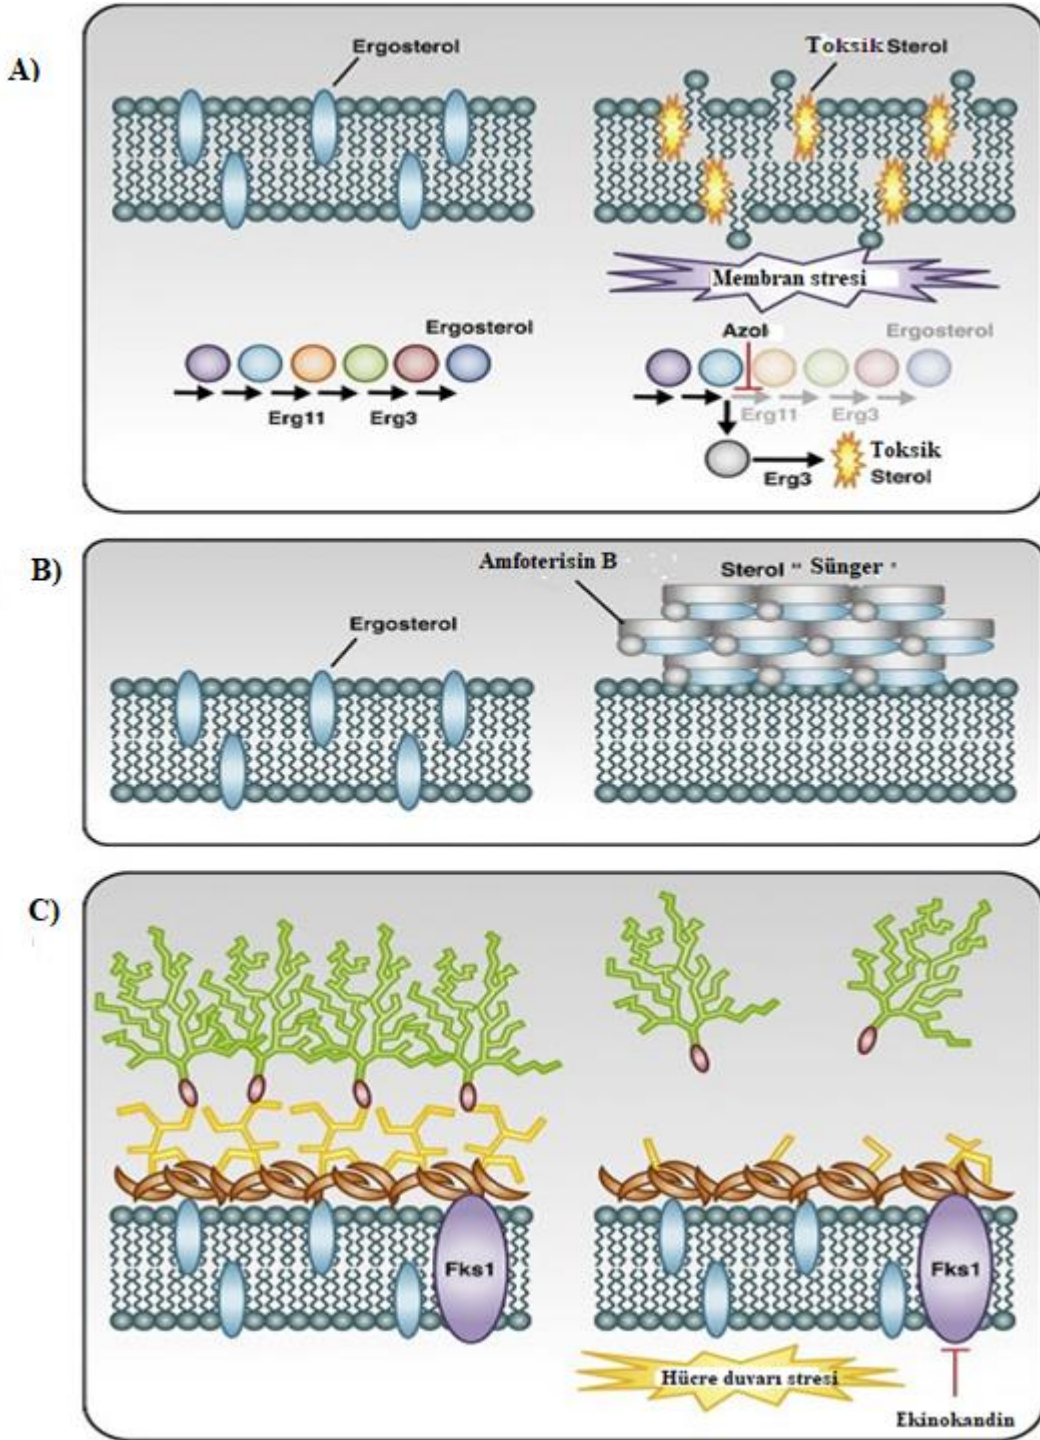 A)
Ergosterol
Toksik Sterol
Membran stresi
Ergosterol
Erg11
Erg3
Azol
Ergosterol
Erg11
Erg3
Erg3
Toksik
Sterol
B)
Amfoterisin B
Sterol " Sünger "
Ergosterol
C)
Fks1
Fks1
Hücre duvarı stresi
Ekinokandin